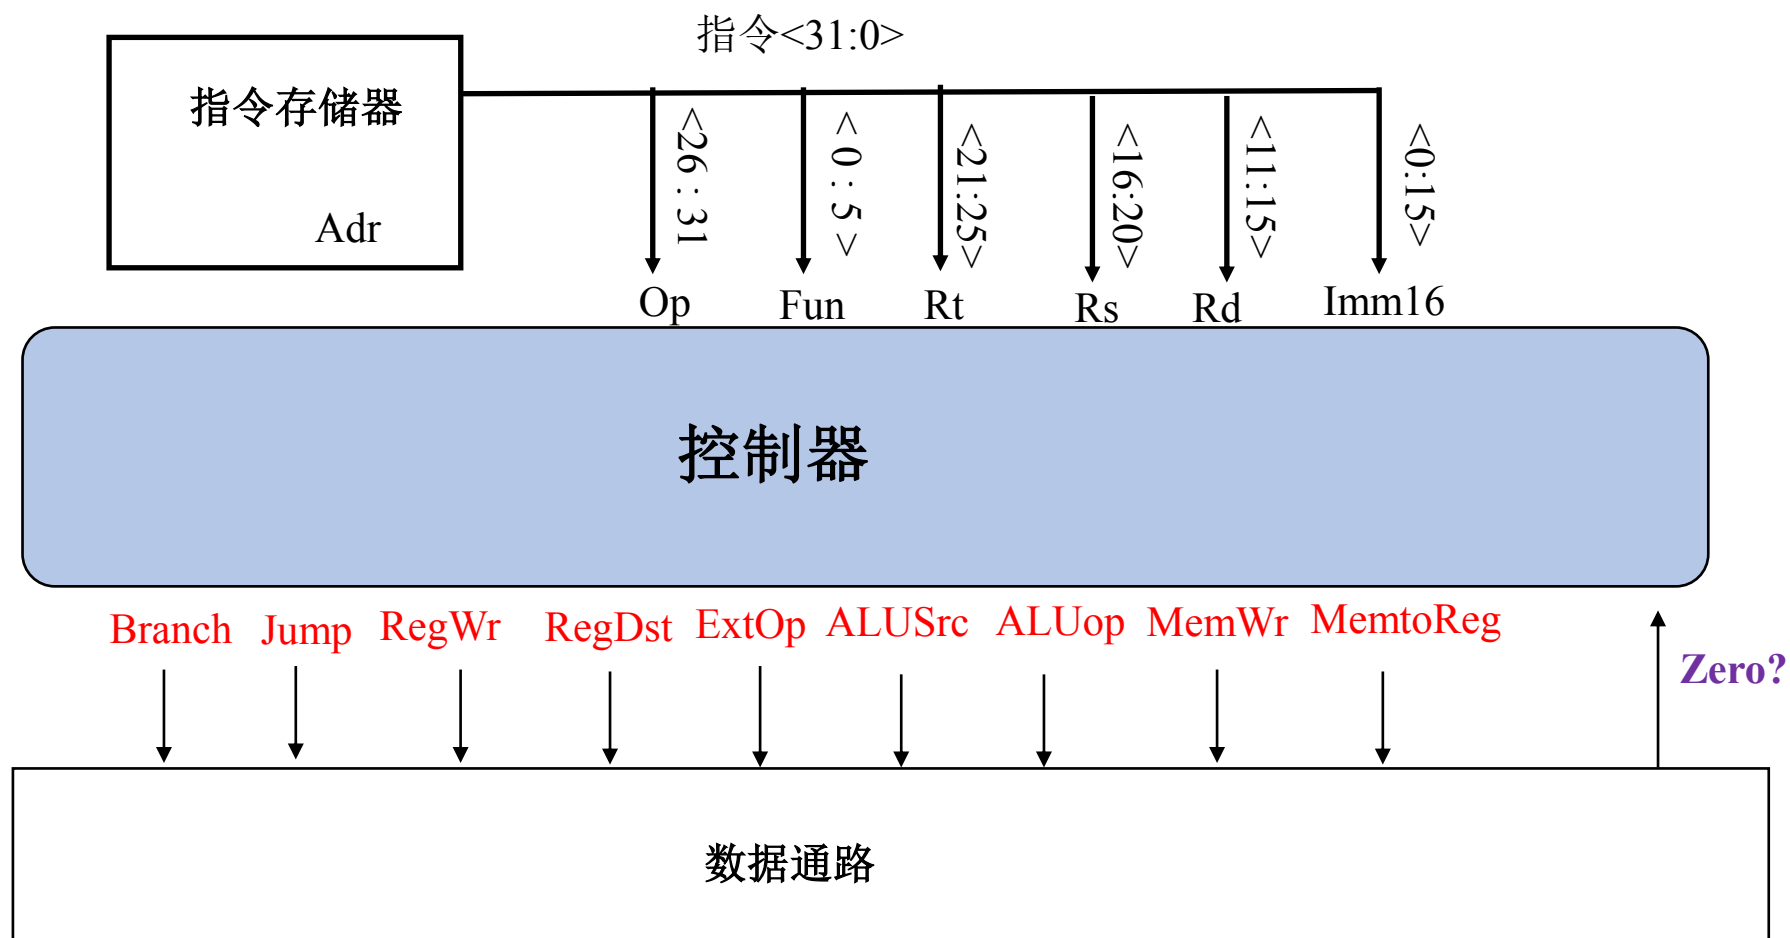 指令<31:0>
指令存储器
Adr
<26 : 31
< 0 : 5 >
<21:25>
<16:20>
<11:15>
<0:15>
Op
Fun
Rt
Rs
Rd
Imm16
控制器
Branch
Jump
RegWr
RegDst
ExtOp
ALUSrc
ALUop
MemWr
MemtoReg
Zero?
数据通路